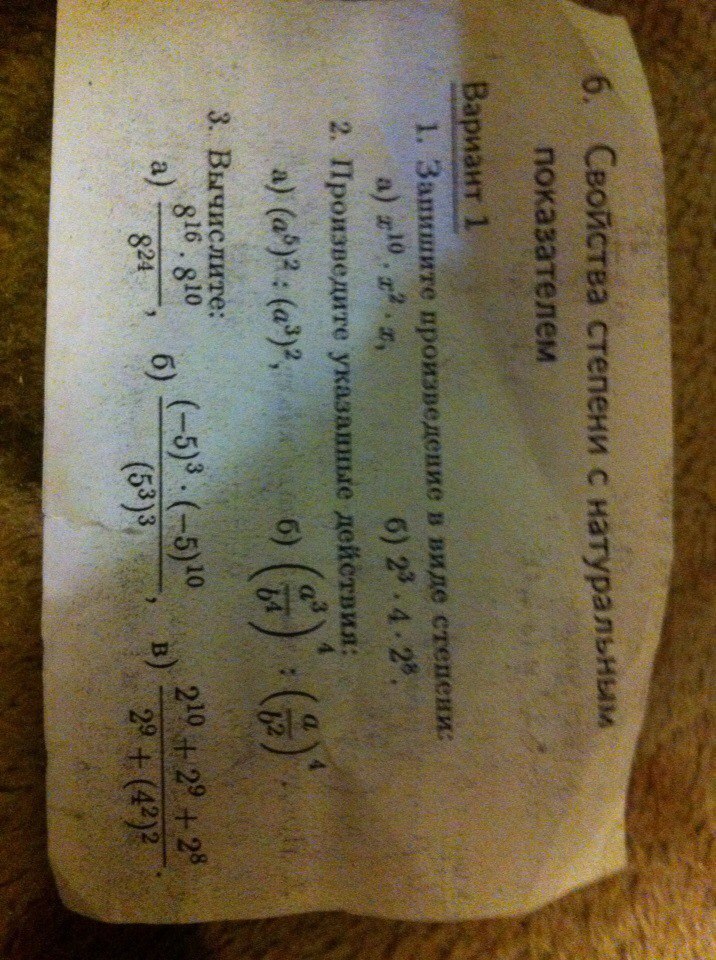 6. Свойства степени с натуральным
показателем
Вариант 1
1. Запишите произведение в виде степени:
а) x¹⁰ · x² · x, б) 2³ · 4 · 2⁸.
2. Произведите указанные действия:
а) (a⁵)² : (a³)², б) (a³/b⁴)⁴ : (a/b²)⁴.
3. Вычислите:
а) (8¹⁶ · 8¹⁰)/8²⁴, б) ((−5)³ · (−5)¹⁰)/(5³)³, в) (2¹⁰ + 2⁹ + 2⁸)/(2⁹ + (4²)²).